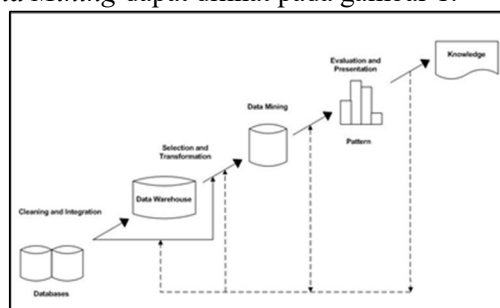 ta Mining dapat dilihat pada gambar 1.
Knowledge
Evaluation and
Presentation
Data Mining
Pattern
Selection and
Transformation
Data Warehouse
Cleaning and Integration
Databases